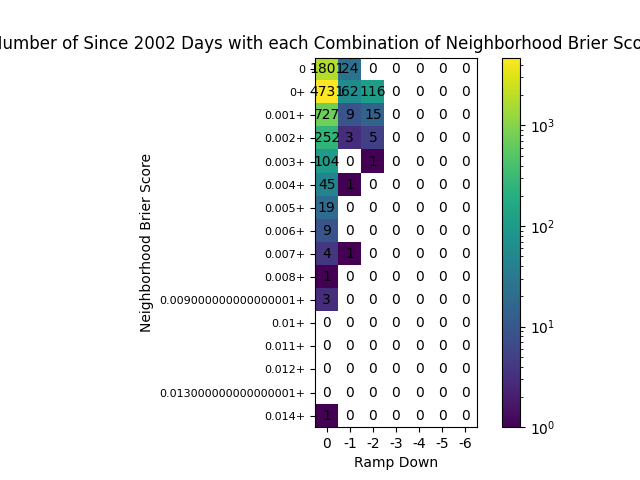 umber of Since 2002 Days with each Combination of Neighborhood Brier Sco
0 1801 24 0 0 0 0 0
0+ 4731 62 116 0 0 0 0
0.001+ 727 9 15 0 0 0 0
0.002+ 252 3 5 0 0 0 0
0.003+ 104 0 1 0 0 0 0
0.004+ 45 1 0 0 0 0 0
0.005+ 19 0 0 0 0 0 0
0.006+ 9 0 0 0 0 0 0
0.007+ 4 1 0 0 0 0 0
0.008+ 1 0 0 0 0 0 0
0.009000000000000001+ 3 0 0 0 0 0 0
0.01+ 0 0 0 0 0 0 0
0.011+ 0 0 0 0 0 0 0
0.012+ 0 0 0 0 0 0 0
0.013000000000000001+ 0 0 0 0 0 0 0
0.014+ 1 0 0 0 0 0 0
0 -1 -2 -3 -4 -5 -6
Ramp Down
Neighborhood Brier Score
10³
10²
10¹
10⁰